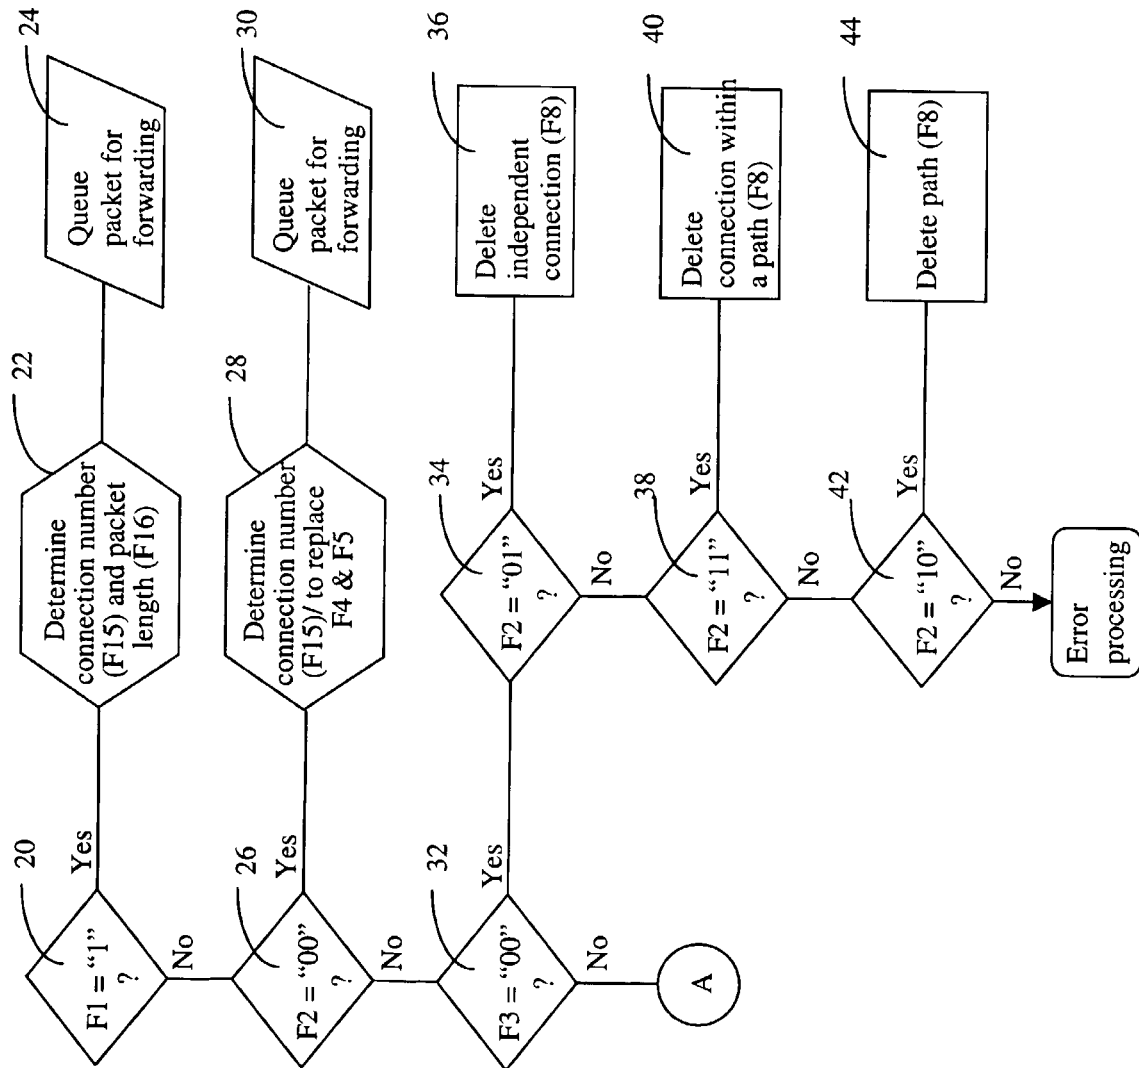 20
F1 = “1”
?
Yes
No
22
Determine
connection number
(F15) and packet
length (F16)
24
Queue
packet for
forwarding
26
F2 = “00”
?
Yes
No
28
Determine
connection number
(F15)/ to replace
F4 & F5
30
Queue
packet for
forwarding
32
F3 = “00”
?
Yes
No
A
34
F2 = “01”
?
Yes
No
36
Delete
independent
connection (F8)
38
F2 = “11”
?
Yes
No
40
Delete
connection within
a path (F8)
42
F2 = “10”
?
Yes
No
44
Delete path (F8)
Error
processing